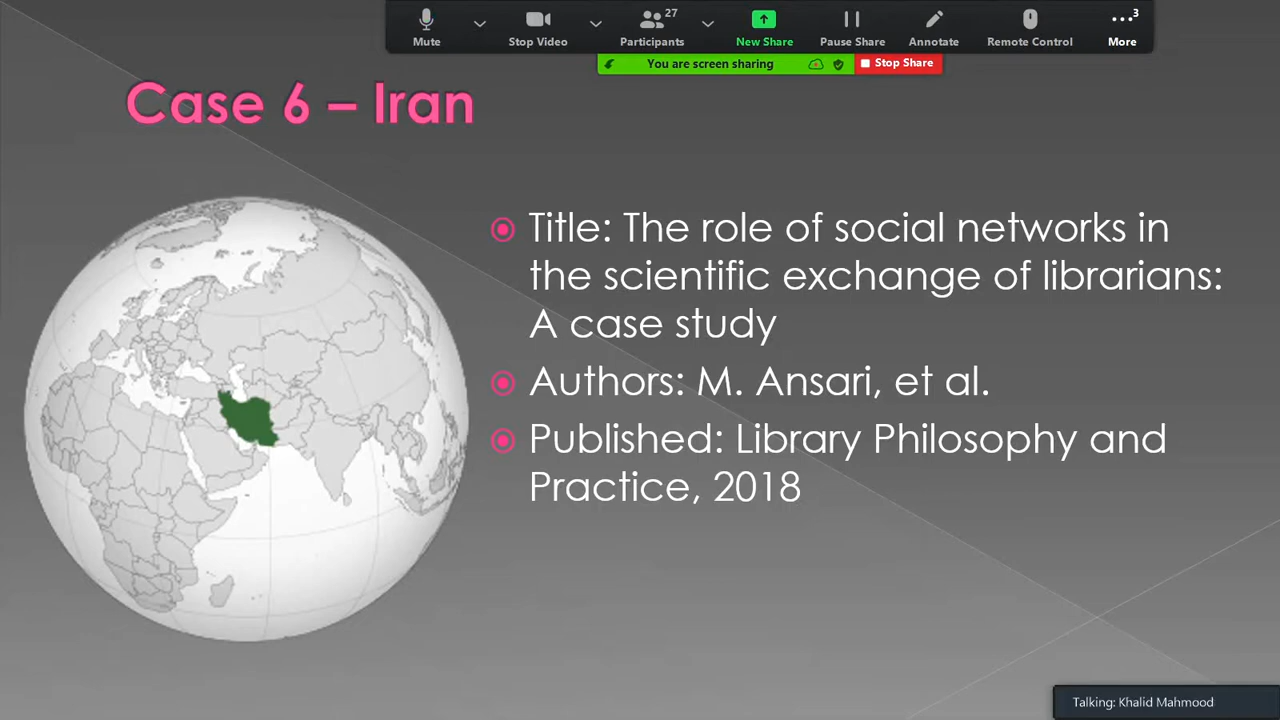 27
3
Mute
Stop Video
Participants
New Share
Pause Share
Annotate
Remote Control
More
You are screen sharing
Stop Share
Case 6 – Iran
Title: The role of social networks in
the scientific exchange of librarians:
A case study
Authors: M. Ansari, et al.
Published: Library Philosophy and
Practice, 2018
Talking: Khalid Mahmood